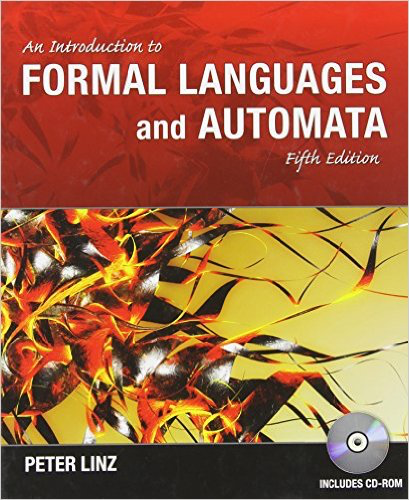 An Introduction to
FORMAL LANGUAGES
and AUTOMATA
Fifth Edition
PETER LINZ
INCLUDES CD-ROM